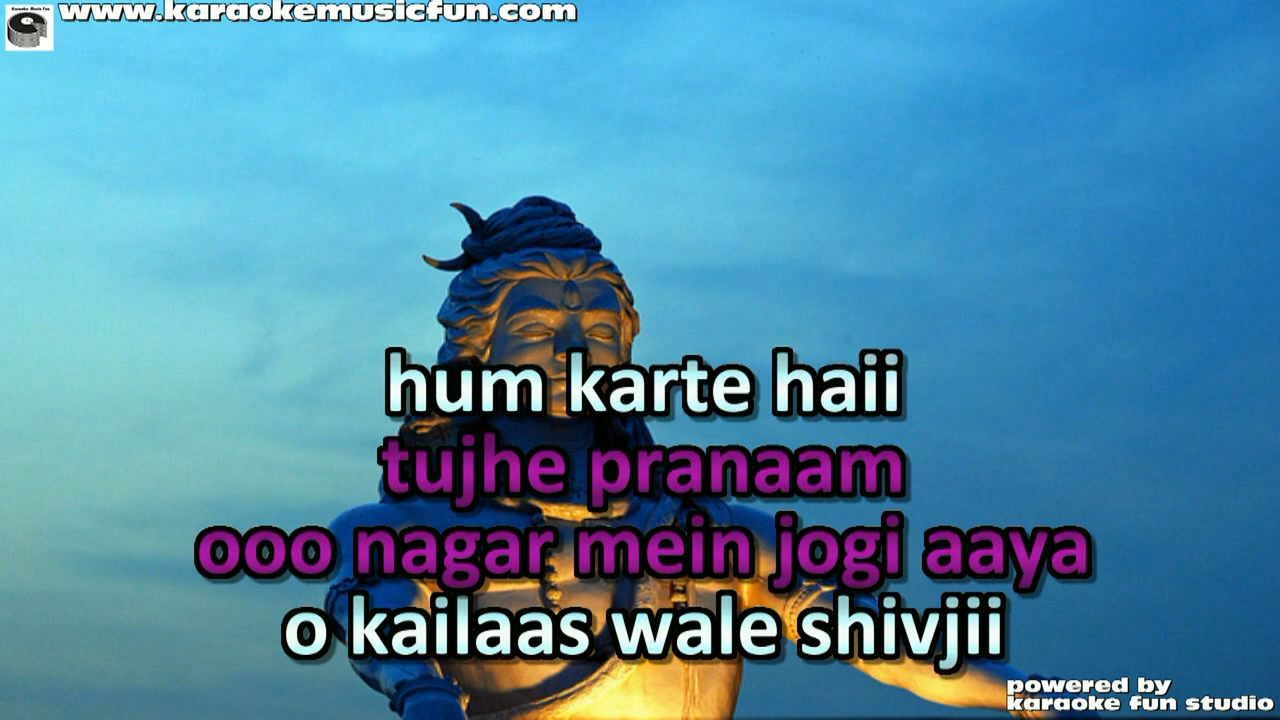 www.karaokemusicfun.com
hum karte haii
tujhe pranaam
ooo nagar mein jogi aaya
o kailaas wale shivjii
powered by
karaoke fun studio